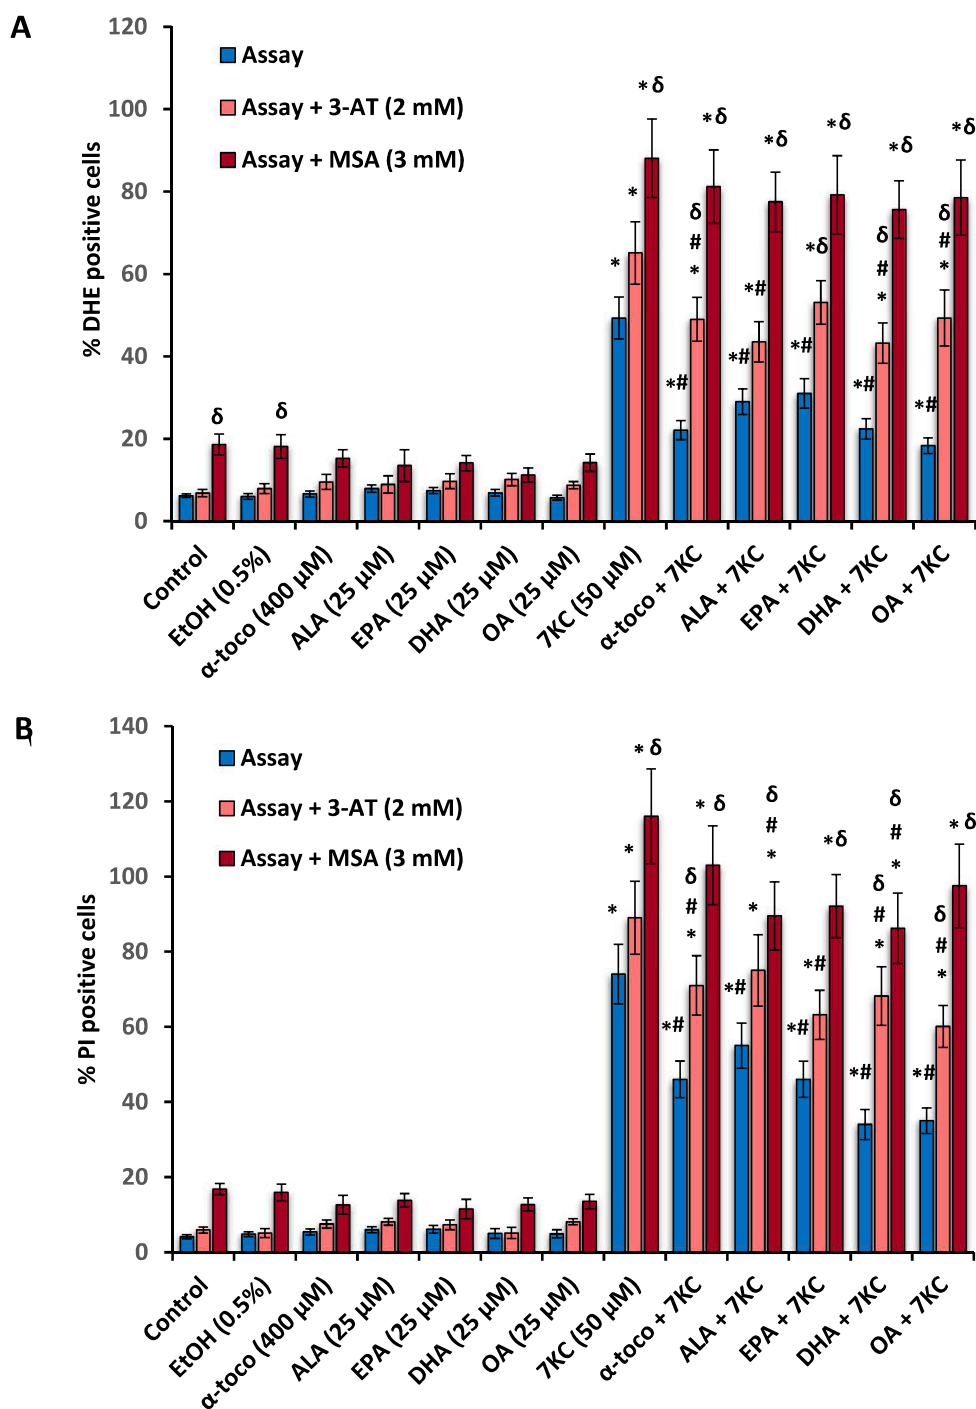 A
% DHE positive cells
120
100
80
60
40
20
0
Assay
Assay + 3-AT (2 mM)
Assay + MSA (3 mM)
δ
δ
*
*
* δ
*#
δ
#
*
*δ
*#
*#
*δ
*#
*δ
*δ
*#
δ
#
*
*δ
*#
δ
#
*
*δ
Control
EtOH (0.5%)
α-toco (400 µM)
ALA (25 µM)
EPA (25 µM)
DHA (25 µM)
OA (25 µM)
7KC (50 µM)
α-toco + 7KC
ALA + 7KC
EPA + 7KC
DHA + 7KC
OA + 7KC
B
% PI positive cells
140
120
100
80
60
40
20
0
Assay
Assay + 3-AT (2 mM)
Assay + MSA (3 mM)
*
*
* δ
*#
δ
#
*
* δ
*#
*
δ
#
*
*#
*#
*δ
*#
δ
#
*
δ
#
*
*#
δ
#
*
* δ
Control
EtOH (0.5%)
α-toco (400 µM)
ALA (25 µM)
EPA (25 µM)
DHA (25 µM)
OA (25 µM)
7KC (50 µM)
α-toco + 7KC
ALA + 7KC
EPA + 7KC
DHA + 7KC
OA + 7KC